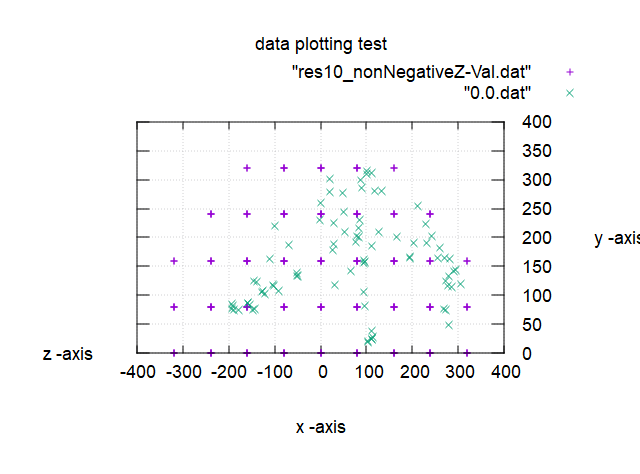 data plotting test
"res10_nonNegativeZ-Val.dat"
"0.0.dat"
400
350
300
250
200
150
100
50
0
y -axis
z -axis
-400 -300 -200 -100 0 100 200 300 400
x -axis